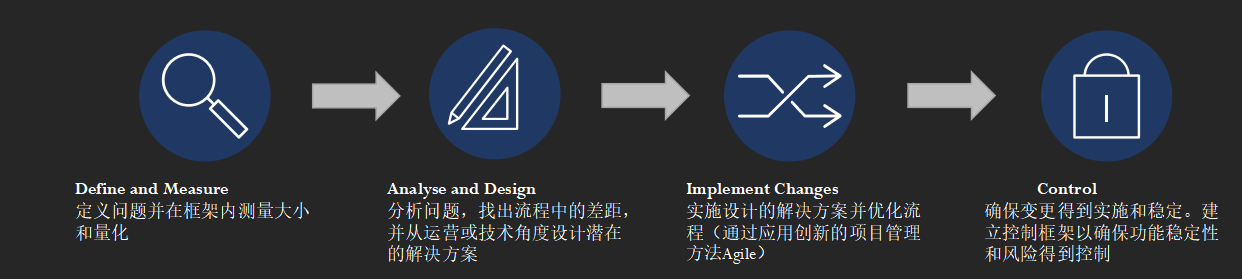 Define and Measure
定义问题并在框架内测量大小
和量化
Analyse and Design
分析问题，找出流程中的差距，
并从运营或技术角度设计潜在
的解决方案
Implement Changes
实施设计的解决方案并优化流
程（通过应用创新的项目管理
方法Agile）
Control
确保变更得到实施和稳定。建
立控制框架以确保功能稳定性
和风险得到控制